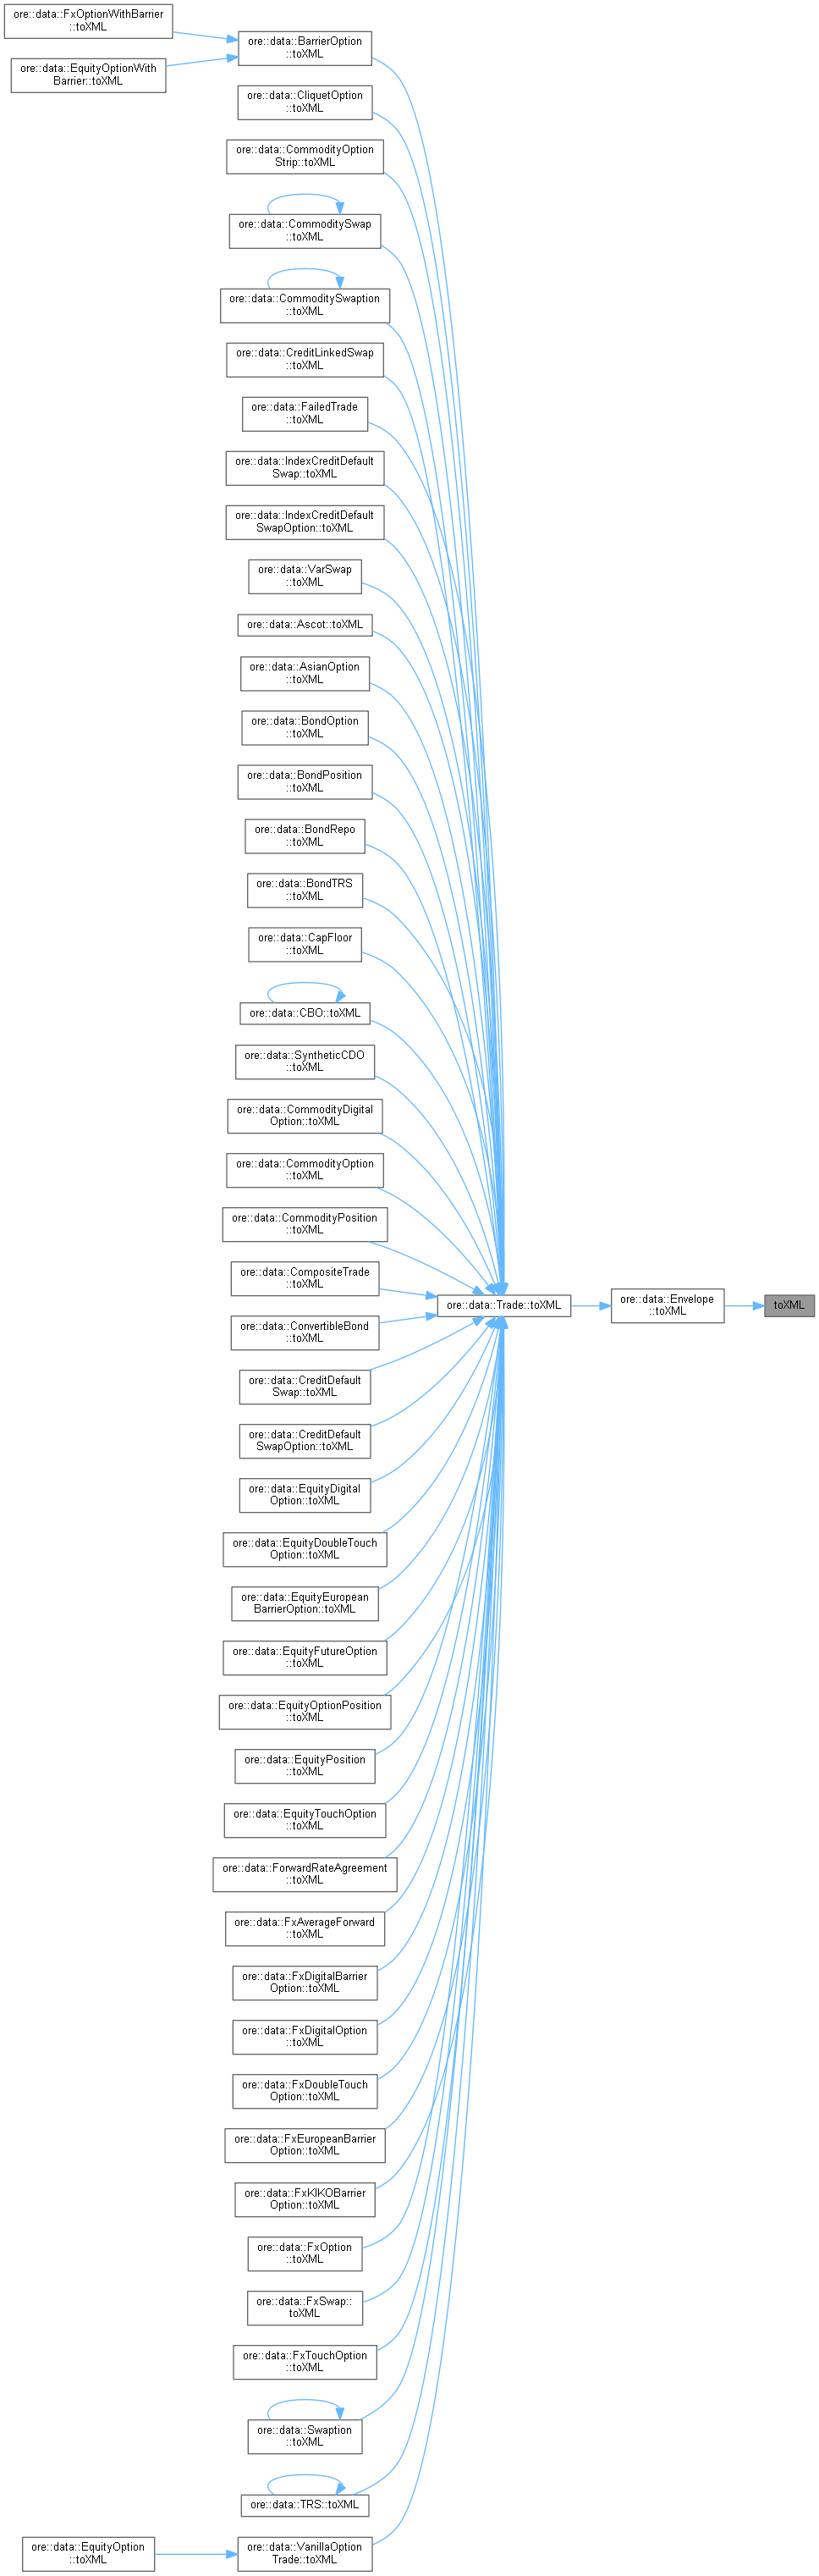 ore::data::FxOptionWithBarrier
::toXML
ore::data::EquityOptionWith
Barrier::toXML
ore::data::BarrierOption
::toXML
ore::data::CliquetOption
::toXML
ore::data::CommodityOption
Strip::toXML
ore::data::CommoditySwap
::toXML
ore::data::CommoditySwaption
::toXML
ore::data::CreditLinkedSwap
::toXML
ore::data::FailedTrade
::toXML
ore::data::IndexCreditDefault
Swap::toXML
ore::data::IndexCreditDefault
SwapOption::toXML
ore::data::VarSwap
::toXML
ore::data::Ascot::toXML
ore::data::AsianOption
::toXML
ore::data::BondOption
::toXML
ore::data::BondPosition
::toXML
ore::data::BondRepo
::toXML
ore::data::BondTRS
::toXML
ore::data::CapFloor
::toXML
ore::data::CBO::toXML
ore::data::SyntheticCDO
::toXML
ore::data::CommodityDigital
Option::toXML
ore::data::CommodityOption
::toXML
ore::data::CommodityPosition
::toXML
ore::data::CompositeTrade
::toXML
ore::data::ConvertibleBond
::toXML
ore::data::Trade::toXML
ore::data::Envelope
::toXML
toXML
ore::data::CreditDefault
Swap::toXML
ore::data::CreditDefault
SwapOption::toXML
ore::data::EquityDigital
Option::toXML
ore::data::EquityDoubleTouch
Option::toXML
ore::data::EquityEuropean
BarrierOption::toXML
ore::data::EquityFutureOption
::toXML
ore::data::EquityOptionPosition
::toXML
ore::data::EquityPosition
::toXML
ore::data::EquityTouchOption
::toXML
ore::data::ForwardRateAgreement
::toXML
ore::data::FxAverageForward
::toXML
ore::data::FxDigitalBarrier
Option::toXML
ore::data::FxDigitalOption
::toXML
ore::data::FxDoubleTouch
Option::toXML
ore::data::FxEuropeanBarrier
Option::toXML
ore::data::FxKIKOBarrier
Option::toXML
ore::data::FxOption
::toXML
ore::data::FxSwap::
toXML
ore::data::FxTouchOption
::toXML
ore::data::Swaption
::toXML
ore::data::TRS::toXML
ore::data::EquityOption
::toXML
ore::data::VanillaOption
Trade::toXML